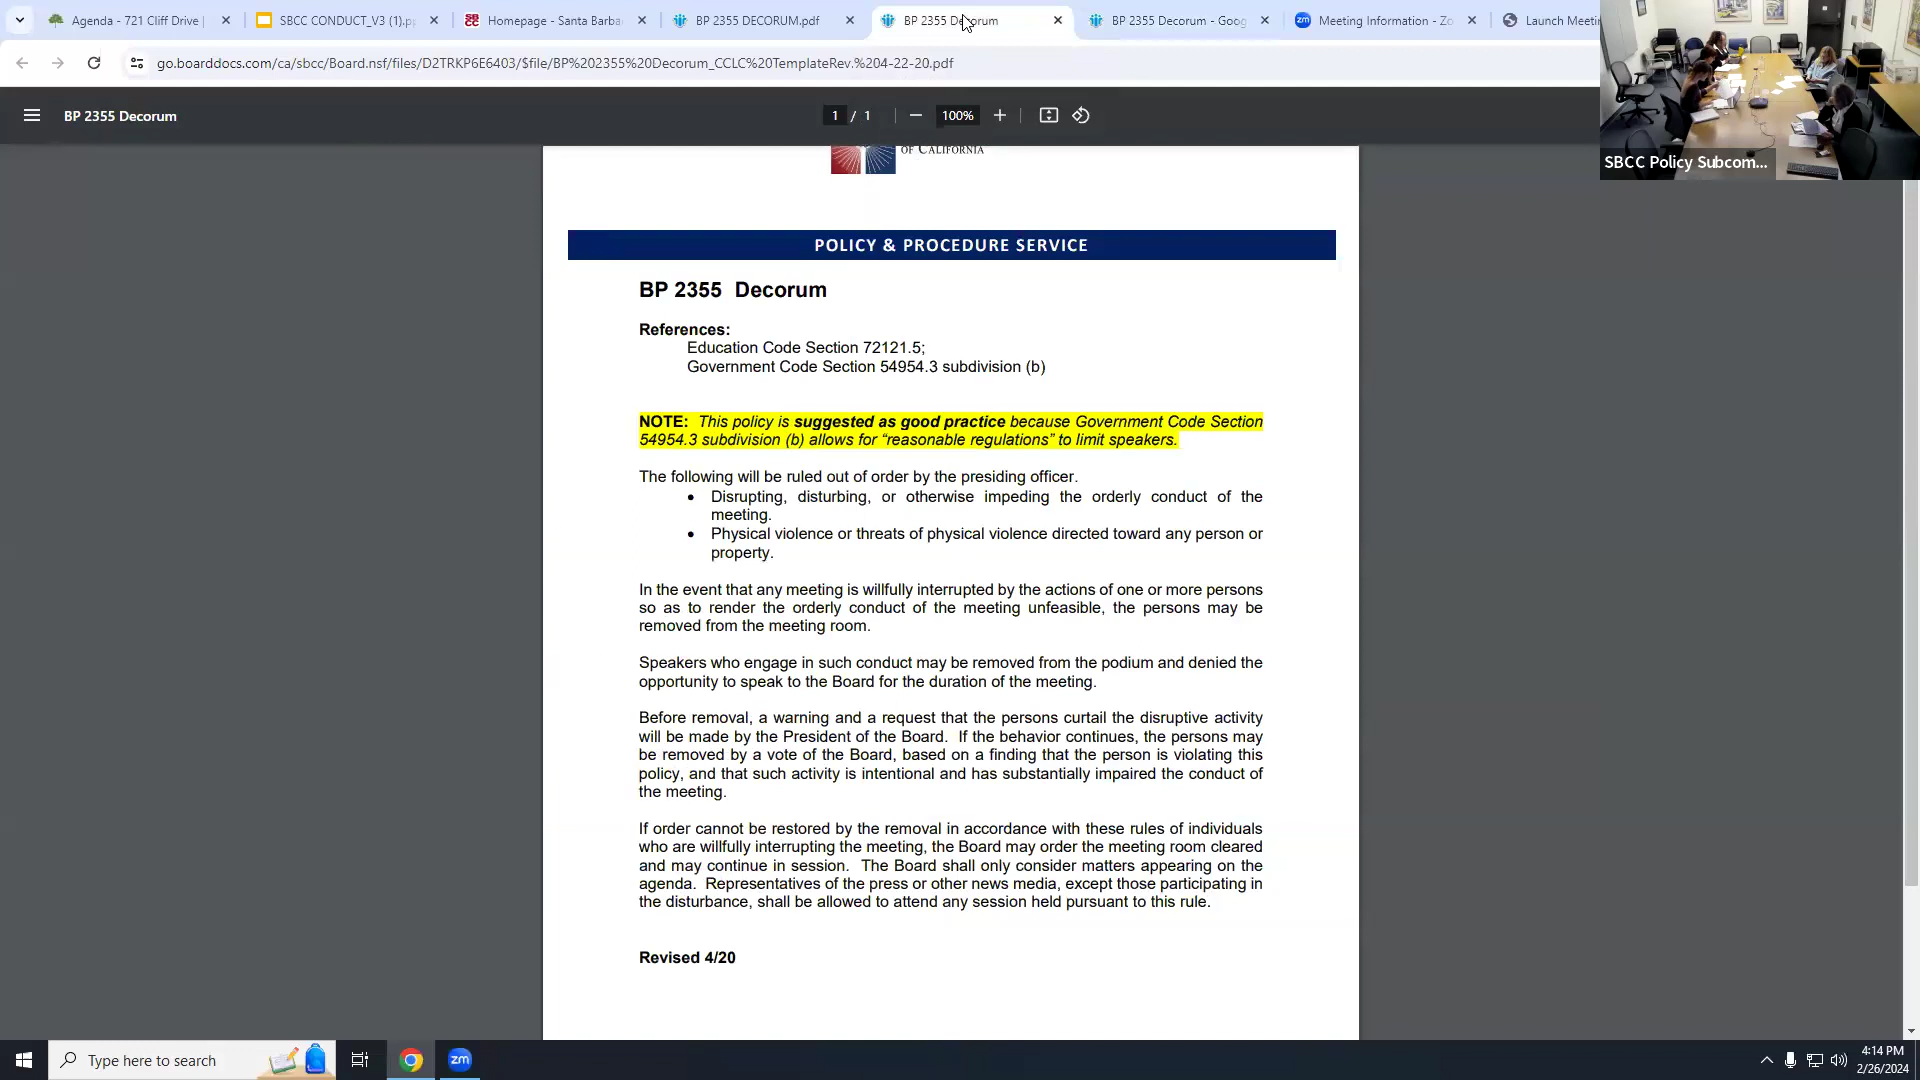 Agenda - 721 Cliff Drive |
SBCC CONDUCT_V3 (1).p
Homepage - Santa Barba
BP 2355 DECORUM.pdf
BP 2355 Decorum
BP 2355 Decorum - Goog
Meeting Information - Zo
Launch Meeti
go.boarddocs.com/ca/sbcc/Board.nsf/files/D2TRKP6E6403/$file/BP%202355%20Decorum_CCLC%20TemplateRev.%204-22-20.pdf
BP 2355 Decorum
1 / 1
100%
SBCC Policy Subcom...
OF CALIFORNIA
POLICY & PROCEDURE SERVICE
BP 2355 Decorum
References:
Education Code Section 72121.5;
Government Code Section 54954.3 subdivision (b)
NOTE: This policy is suggested as good practice because Government Code Section
54954.3 subdivision (b) allows for “reasonable regulations” to limit speakers.
The following will be ruled out of order by the presiding officer.
• Disrupting, disturbing, or otherwise impeding the orderly conduct of the
meeting.
• Physical violence or threats of physical violence directed toward any person or
property.
In the event that any meeting is willfully interrupted by the actions of one or more persons
so as to render the orderly conduct of the meeting unfeasible, the persons may be
removed from the meeting room.
Speakers who engage in such conduct may be removed from the podium and denied the
opportunity to speak to the Board for the duration of the meeting.
Before removal, a warning and a request that the persons curtail the disruptive activity
will be made by the President of the Board. If the behavior continues, the persons may
be removed by a vote of the Board, based on a finding that the person is violating this
policy, and that such activity is intentional and has substantially impaired the conduct of
the meeting.
If order cannot be restored by the removal in accordance with these rules of individuals
who are willfully interrupting the meeting, the Board may order the meeting room cleared
and may continue in session. The Board shall only consider matters appearing on the
agenda. Representatives of the press or other news media, except those participating in
the disturbance, shall be allowed to attend any session held pursuant to this rule.
Revised 4/20
Type here to search
zm
4:14 PM
2/26/2024